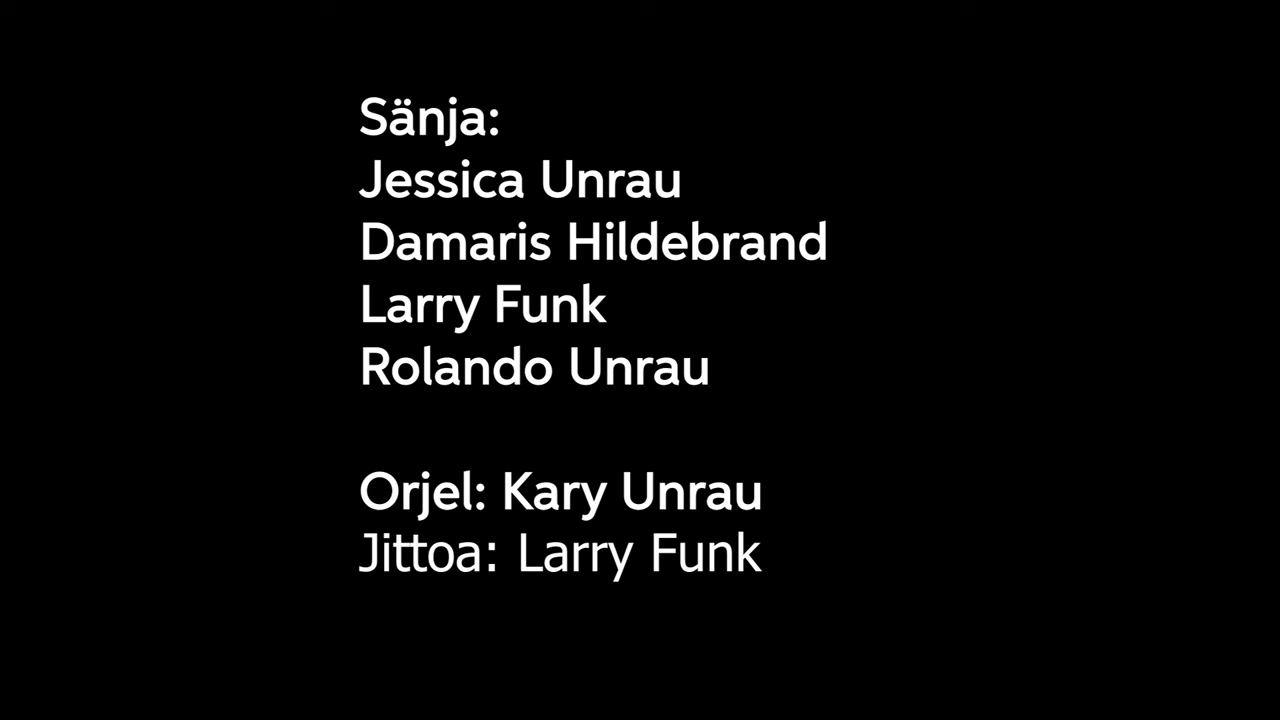 Sänja:
Jessica Unrau
Damaris Hildebrand
Larry Funk
Rolando Unrau
Orjel: Kary Unrau
Jittoa: Larry Funk